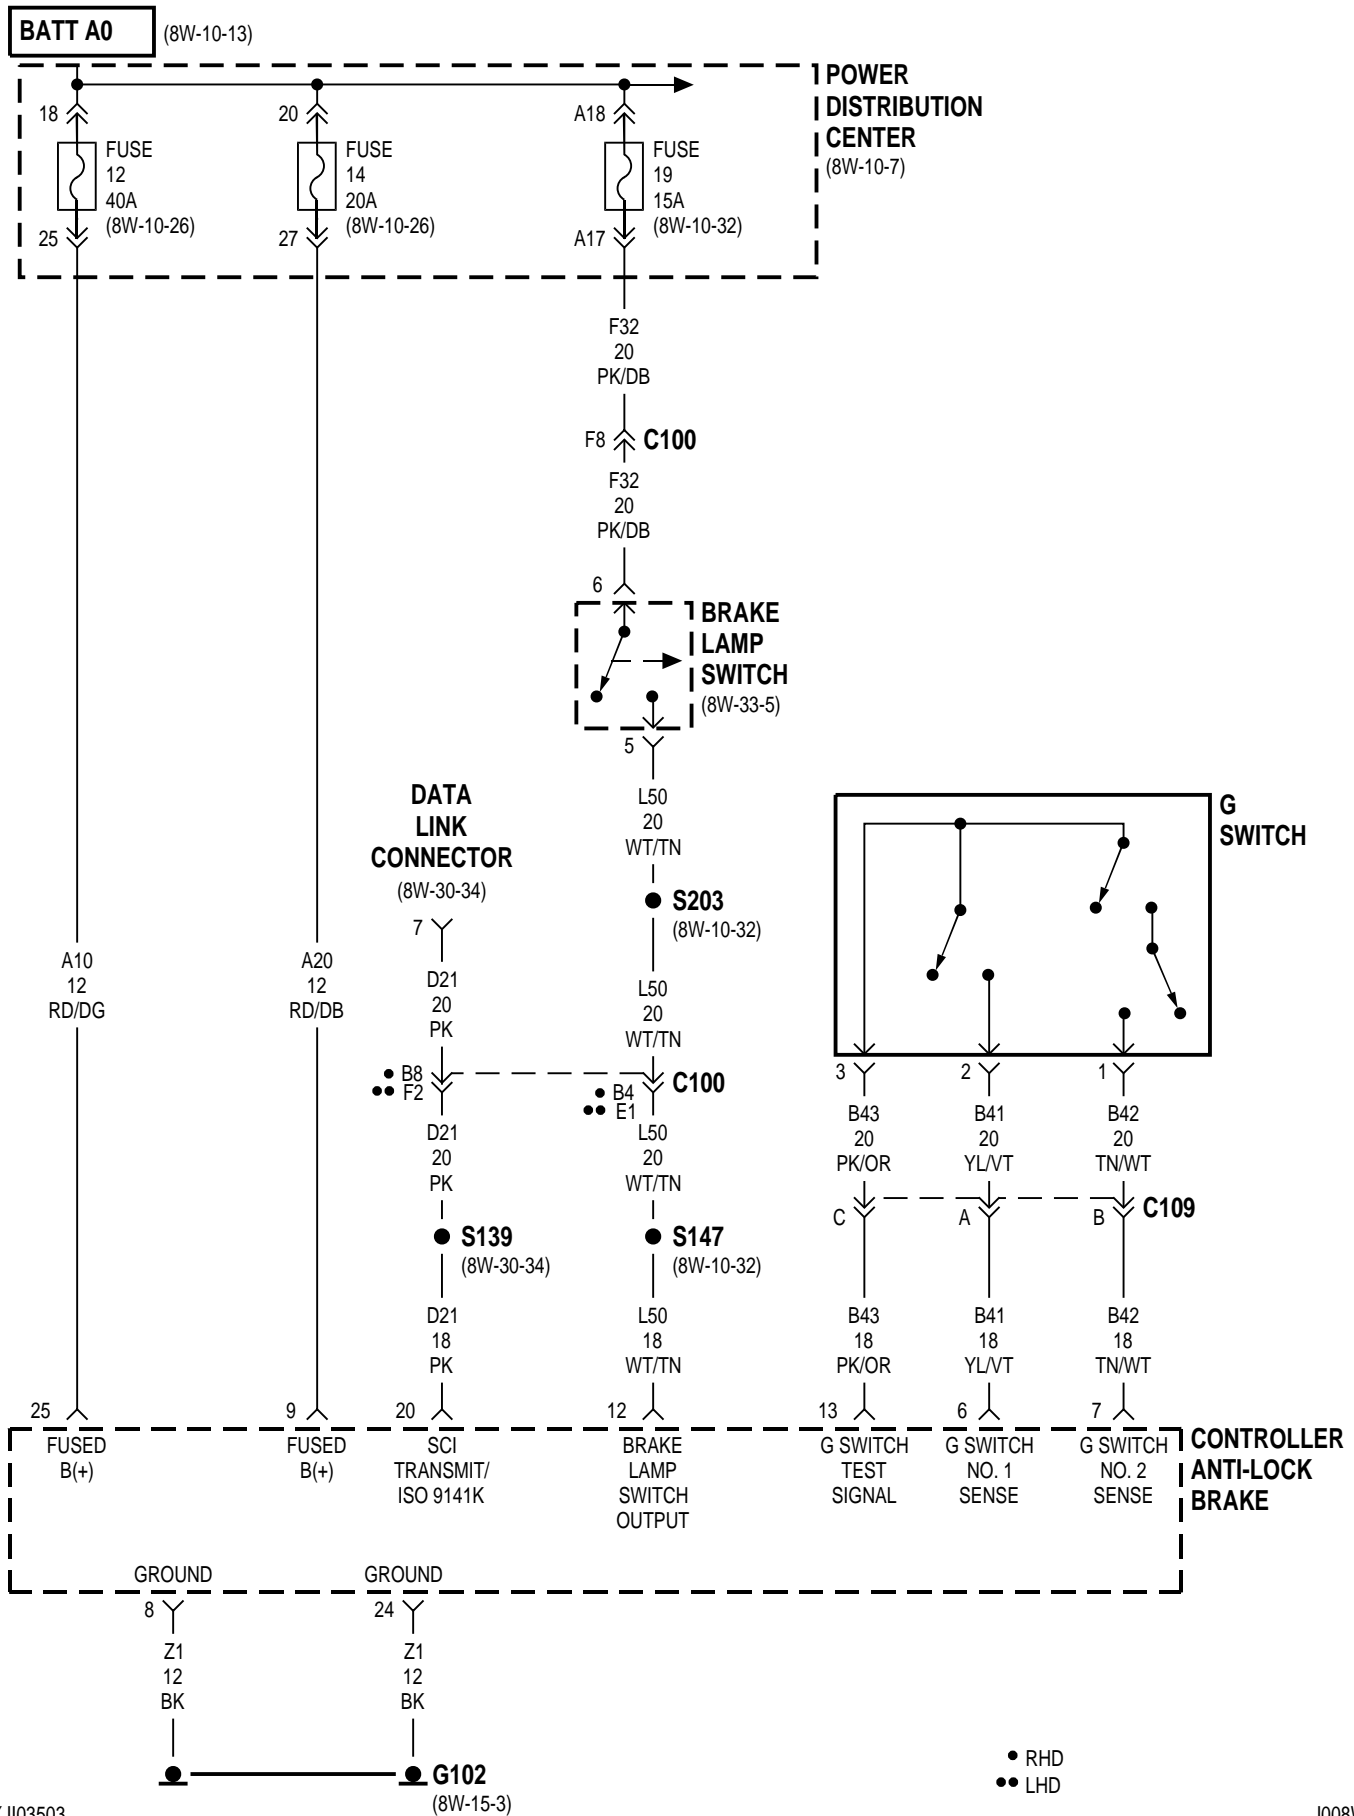 BATT A0
(8W-10-13)
POWER
DISTRIBUTION
CENTER
(8W-10-7)
18
FUSE
12
40A
(8W-10-26)
25
20
FUSE
14
20A
(8W-10-26)
27
A18
FUSE
19
15A
(8W-10-32)
A17
F32
20
PK/DB
F8
C100
F32
20
PK/DB
6
BRAKE
LAMP
SWITCH
(8W-33-5)
5
DATA
LINK
CONNECTOR
(8W-30-34)
7
L50
20
WT/TN
S203
(8W-10-32)
G
SWITCH
A10
12
RD/DG
A20
12
RD/DB
D21
20
PK
L50
20
WT/TN
• B8
•• F2
• B4
•• E1
C100
3
2
1
D21
20
PK
L50
20
WT/TN
B43
20
PK/OR
B41
20
YL/VT
B42
20
TN/WT
C
A
B
C109
S139
(8W-30-34)
S147
(8W-10-32)
D21
18
PK
L50
18
WT/TN
B43
18
PK/OR
B41
18
YL/VT
B42
18
TN/WT
25
9
20
12
13
6
7
FUSED
B(+)
FUSED
B(+)
SCI
TRANSMIT/
ISO 9141K
BRAKE
LAMP
SWITCH
OUTPUT
G SWITCH
TEST
SIGNAL
G SWITCH
NO. 1
SENSE
G SWITCH
NO. 2
SENSE
CONTROLLER
ANTI-LOCK
BRAKE
GROUND
GROUND
8
24
Z1
12
BK
Z1
12
BK
G102
(8W-15-3)
• RHD
•• LHD